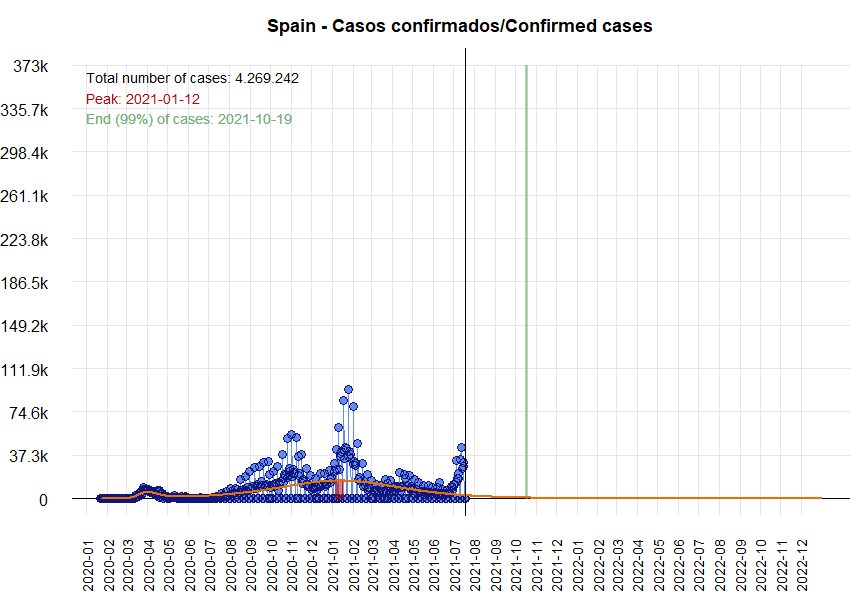 Spain - Casos confirmados/Confirmed cases
373k
335.7k
298.4k
261.1k
223.8k
186.5k
149.2k
111.9k
74.6k
37.3k
0
Total number of cases: 4.269.242
Peak: 2021-01-12
End (99%) of cases: 2021-10-19
2020-01
2020-02
2020-03
2020-04
2020-05
2020-06
2020-07
2020-08
2020-09
2020-10
2020-11
2020-12
2021-01
2021-02
2021-03
2021-04
2021-05
2021-06
2021-07
2021-08
2021-09
2021-10
2021-11
2021-12
2022-01
2022-02
2022-03
2022-04
2022-05
2022-06
2022-07
2022-08
2022-09
2022-10
2022-11
2022-12